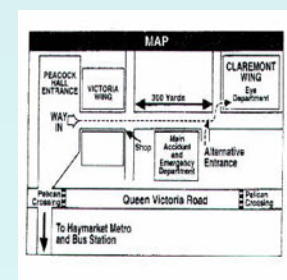 MAP
PEACOCK
HALL
ENTRANCE
VICTORIA
WING
300 Yards
CLAREMONT
WING
Eye
Department
WAY
IN
Shop
Main
Accident
and
Emergency
Department
Alternative
Entrance
Pelican
Crossing
Queen Victoria Road
Pelican
Crossing
To Haymarket Metro
and Bus Station